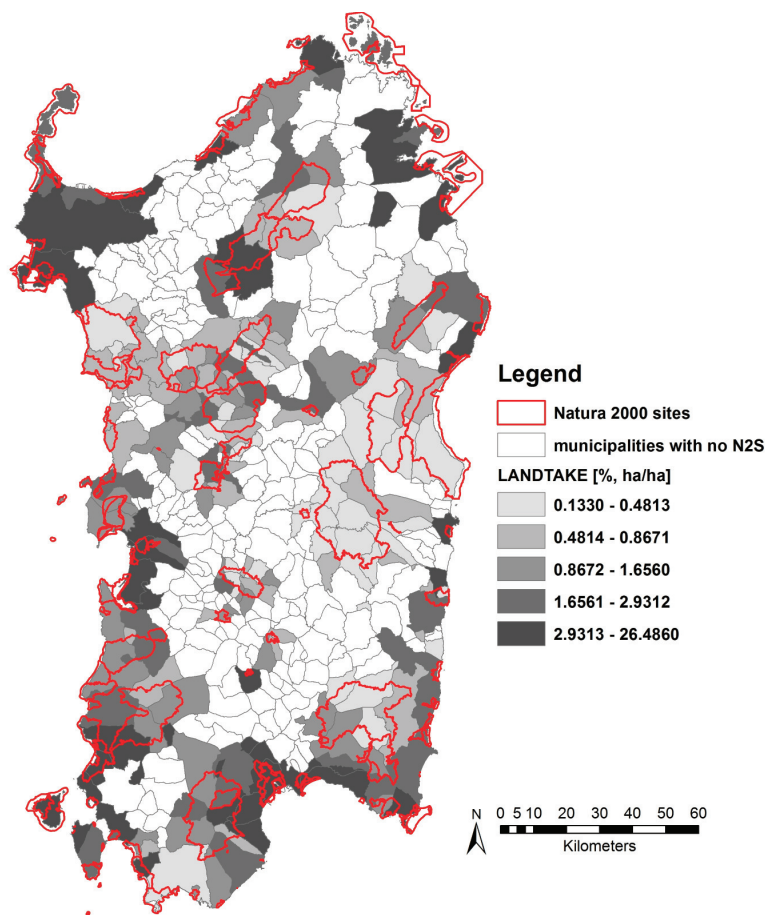 Legend
Natura 2000 sites
municipalities with no N2S
LANDTAKE [%, ha/ha]
0.1330 - 0.4813
0.4814 - 0.8671
0.8672 - 1.6560
1.6561 - 2.9312
2.9313 - 26.4860
N
0 5 10 20 30 40 50 60
Kilometers